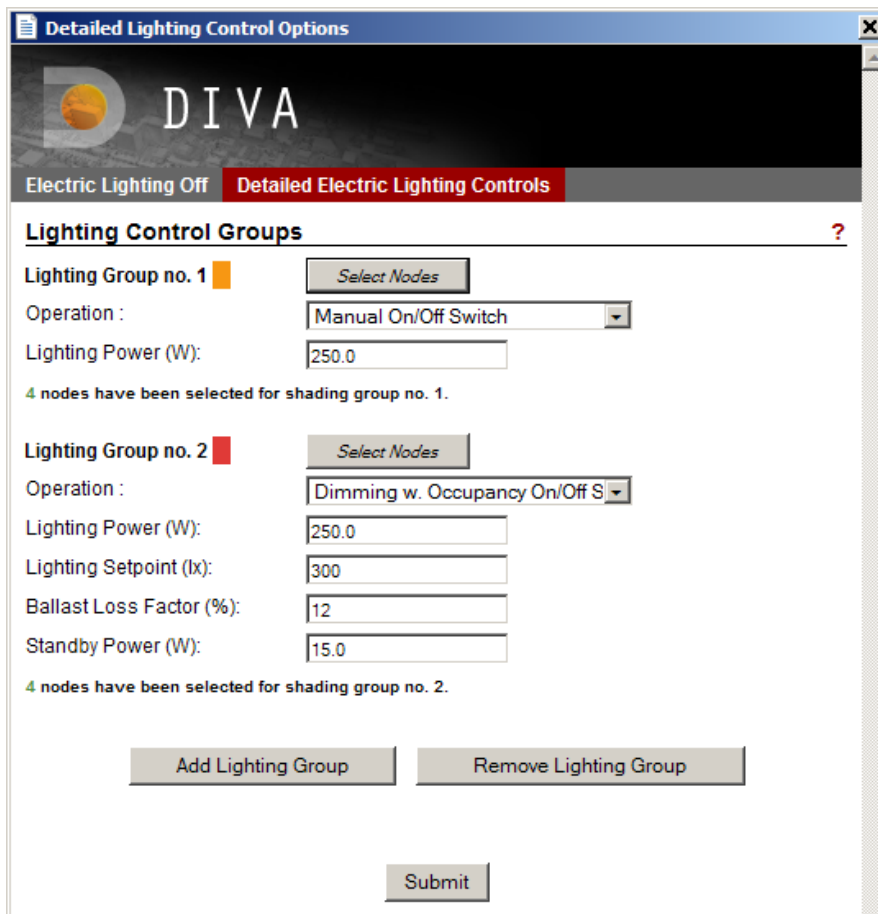 Detailed Lighting Control Options
DIVA
Electric Lighting Off Detailed Electric Lighting Controls
Lighting Control Groups ?
Lighting Group no. 1 Select Nodes
Operation : Manual On/Off Switch
Lighting Power (W): 250.0
4 nodes have been selected for shading group no. 1.
Lighting Group no. 2 Select Nodes
Operation : Dimming w. Occupancy On/Off S
Lighting Power (W): 250.0
Lighting Setpoint (lx): 300
Ballast Loss Factor (%): 12
Standby Power (W): 15.0
4 nodes have been selected for shading group no. 2.
Add Lighting Group Remove Lighting Group
Submit